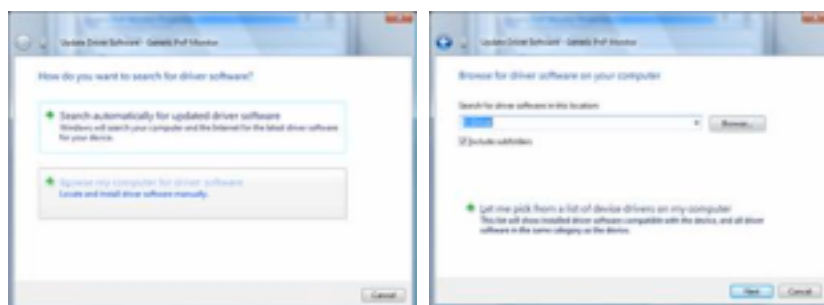 Update Driver Software - Generic PnP Monitor
How do you want to search for driver software?
Search automatically for updated driver software
Windows will search your computer and the Internet for the latest driver software
for your device.
Browse my computer for driver software
Locate and install driver software manually.
Cancel
Update Driver Software - Generic PnP Monitor
Browse for driver software on your computer
Search for driver software in this location:
Browse...
Include subfolders
Let me pick from a list of device drivers on my computer
This list will show installed driver software compatible with the device, and all driver
software in the same category as the device.
Next
Cancel